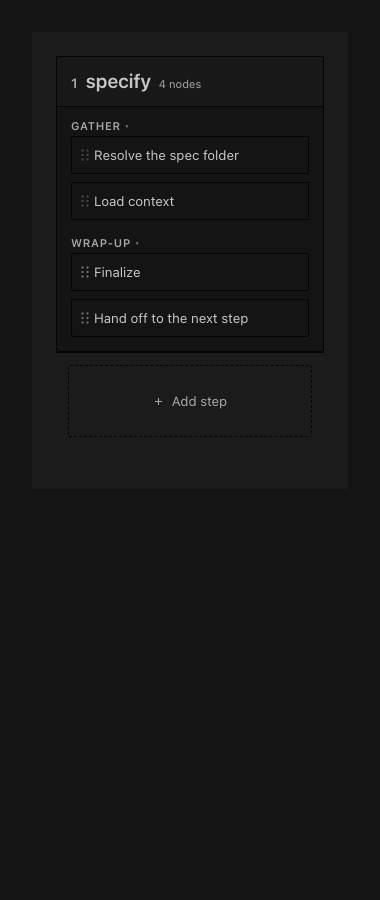 1 specify 4 nodes
GATHER •
Resolve the spec folder
Load context
WRAP-UP •
Finalize
Hand off to the next step
+ Add step